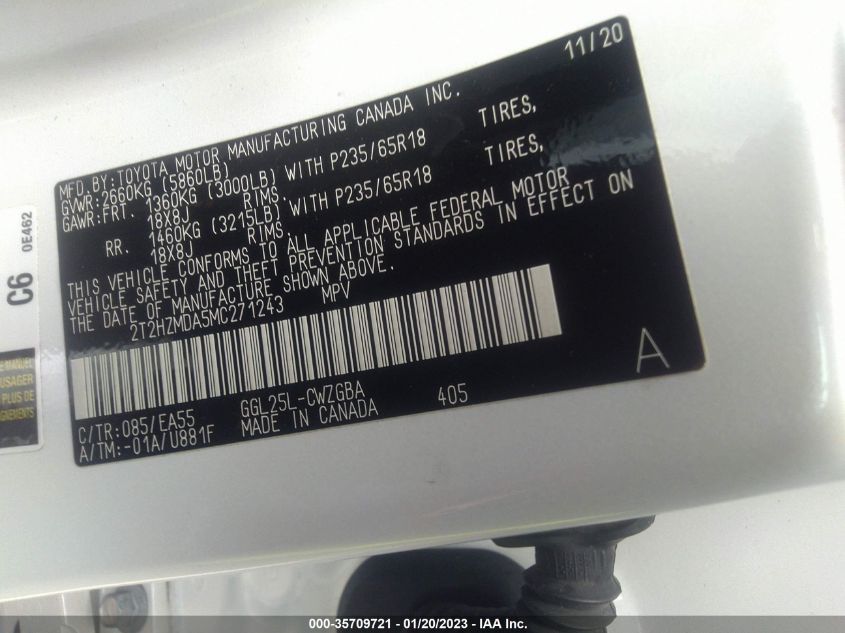 11/20
MFD.BY:TOYOTA MOTOR MANUFACTURING CANADA INC.
GVWR:2660KG (5860LB)
GAWR:FRT. 1360KG (3000LB) WITH P235/65R18 TIRES,
18X8J RIMS.
RR. 1460KG (3215LB) WITH P235/65R18 TIRES,
18X8J RIMS.
THIS VEHICLE CONFORMS TO ALL APPLICABLE FEDERAL MOTOR
VEHICLE SAFETY AND THEFT PREVENTION STANDARDS IN EFFECT ON
THE DATE OF MANUFACTURE SHOWN ABOVE.
2T2HZMDA5MC271243 MPV
A
C/TR:085/EA55 GGL25L-CWZGBA 405
A/TM:-01A/U881F MADE IN CANADA
C6 0E462
MANUEL
USAGER
PLUS DE
000-35709721 - 01/20/2023 - IAA Inc.